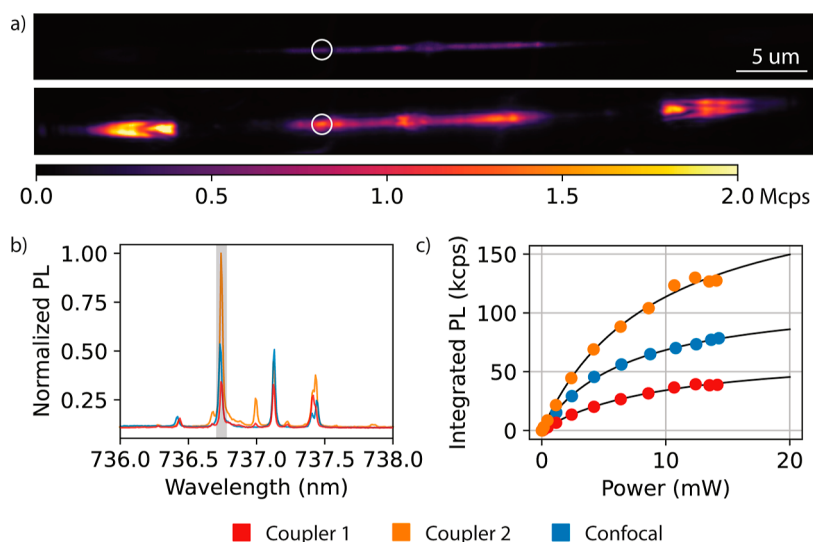 a)
5 um
0.0 0.5 1.0 1.5 2.0 Mcps
b)
1.00
0.75
0.50
0.25
Normalized PL
736.0 736.5 737.0 737.5 738.0
Wavelength (nm)
c)
150
100
50
0
Integrated PL (kcps)
0 10 20
Power (mW)
Coupler 1 Coupler 2 Confocal